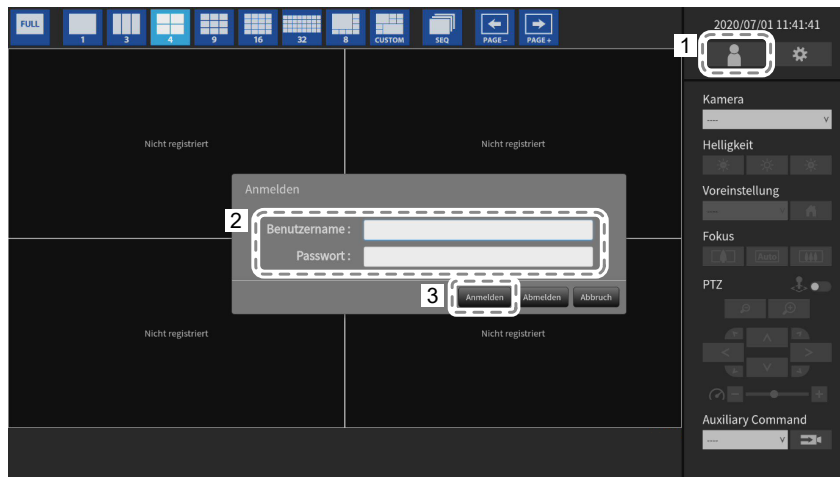 FULL
1
3
4
9
16
32
8
CUSTOM
SEQ
PAGE –
PAGE +
2020/07/01 11:41:41
1
Kamera
----
Helligkeit
Voreinstellung
----
Fokus
Auto
PTZ
Auxiliary Command
----
Nicht registriert
Nicht registriert
Anmelden
2
Benutzername :
Passwort :
3
Anmelden
Abmelden
Abbruch
Nicht registriert
Nicht registriert